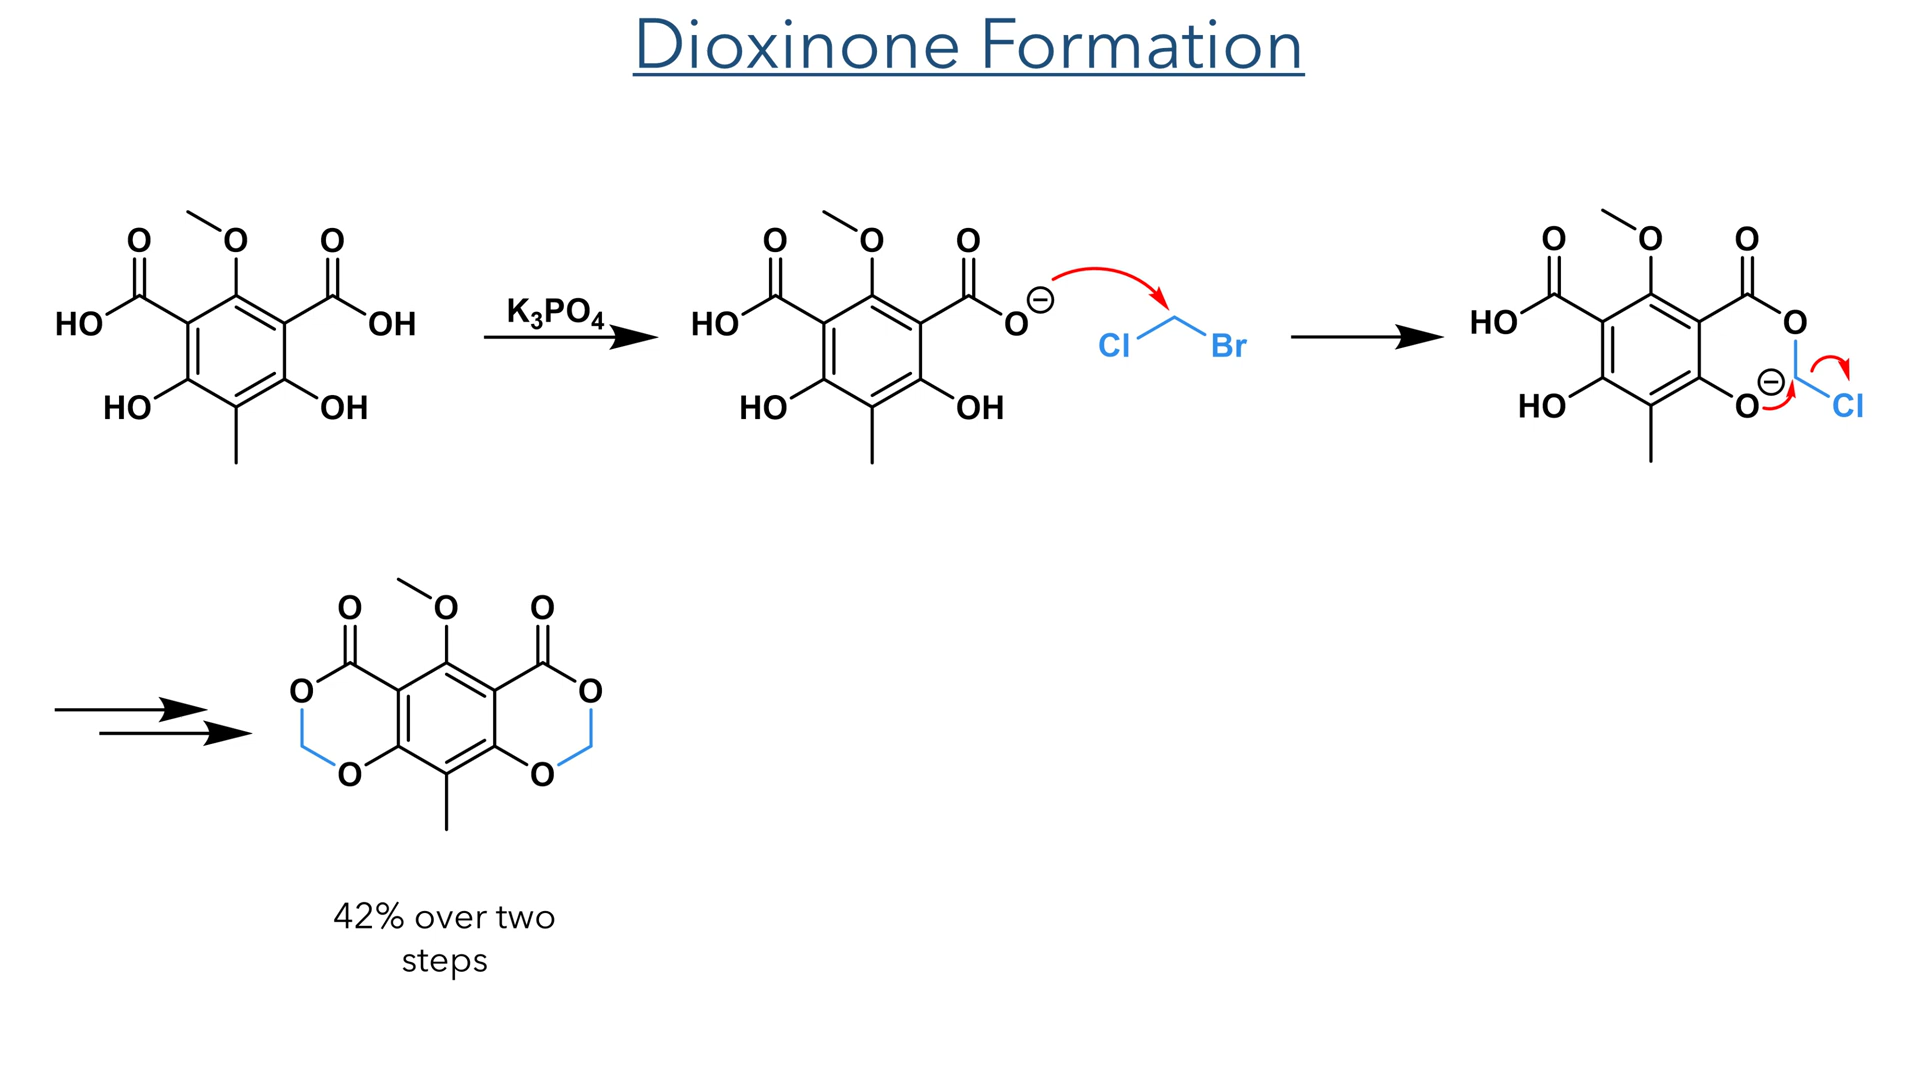 Dioxinone Formation
O O O
HO OH
HO OH
K3PO4
O O O
HO O ⊖
HO OH
Cl Br
O O O
HO O
HO O ⊖ Cl
O O O
O O
O O
42% over two
steps